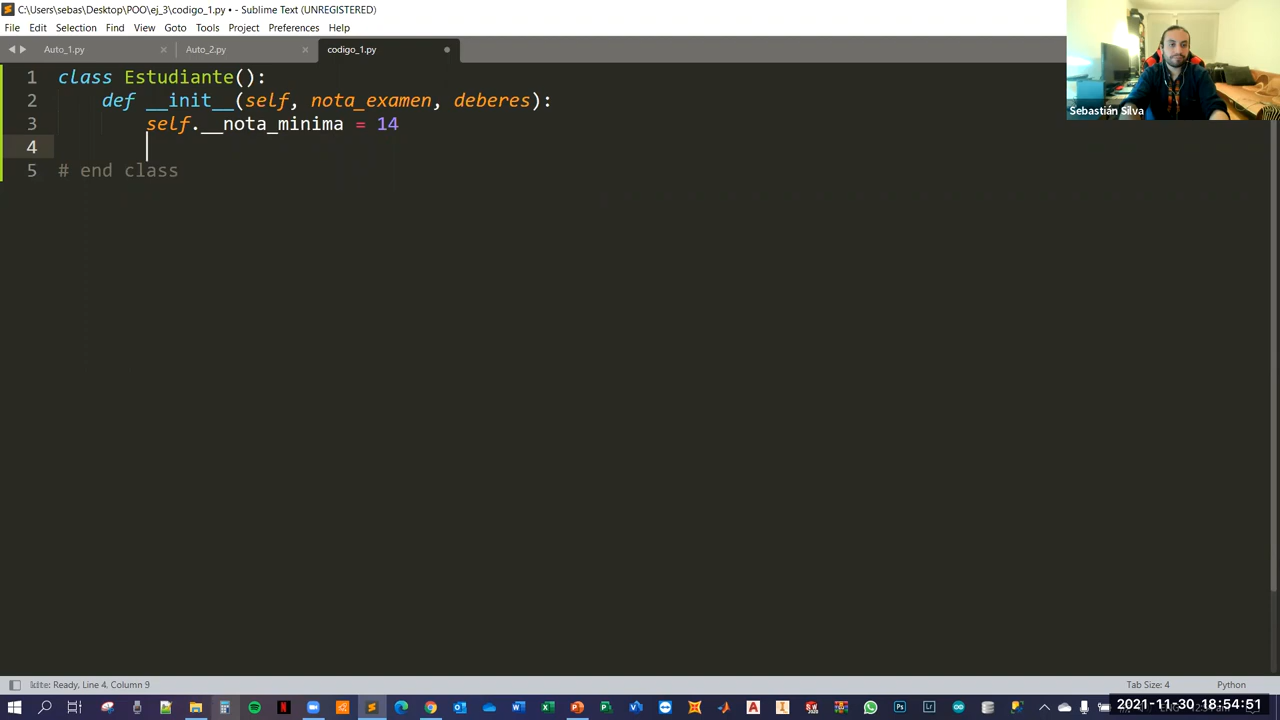 C:\Users\sebas\Desktop\POO\ej_3\codigo_1.py • - Sublime Text (UNREGISTERED)
File Edit Selection Find View Goto Tools Project Preferences Help
Auto_1.py Auto_2.py codigo_1.py
1 class Estudiante():
2 def __init__(self, nota_examen, deberes):
3 self.__nota_minima = 14
4
5 # end class
Sebastián Silva
Ready, Line 4, Column 9 Tab Size: 4 Python
2021-11-30 18:54:51